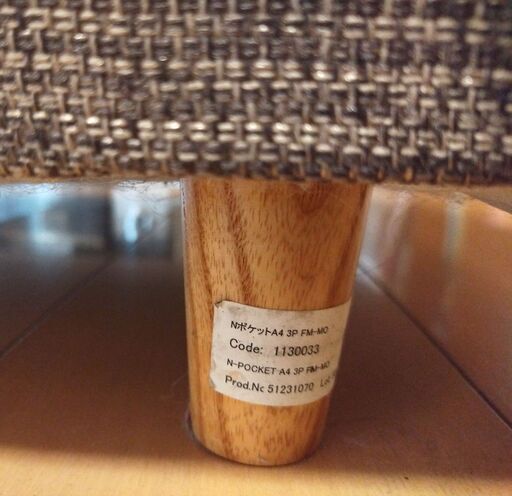 NポケットA4 3P FM-MO
Code: 1130033
N-POCKET A4 3P FM-MO
Prod.No 51231070 Lot